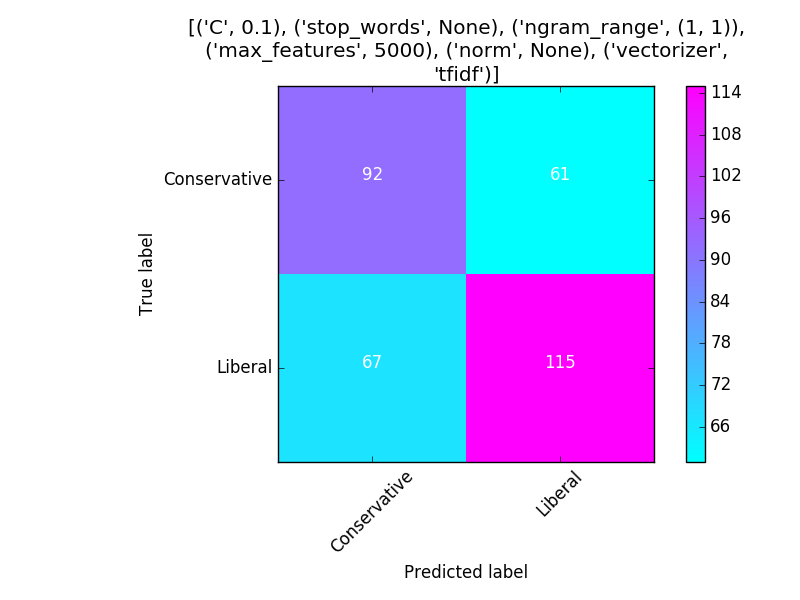 [('C', 0.1), ('stop_words', None), ('ngram_range', (1, 1)),
('max_features', 5000), ('norm', None), ('vectorizer',
'tfidf')]
114
108
102
96
90
84
78
72
66
True label
Conservative
92
61
Liberal
67
115
Conservative
Liberal
Predicted label